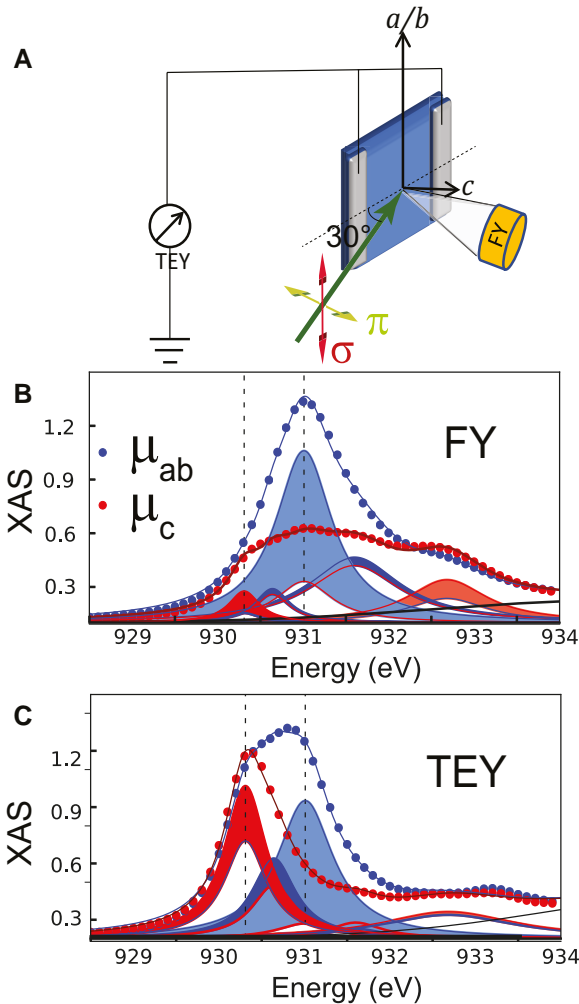 A
a/b
c
30°
FY
TEY
π
σ
B
FY
μab
μc
XAS
1.2
0.9
0.6
0.3
929 930 931 932 933 934
Energy (eV)
C
TEY
XAS
1.2
0.9
0.6
0.3
929 930 931 932 933 934
Energy (eV)